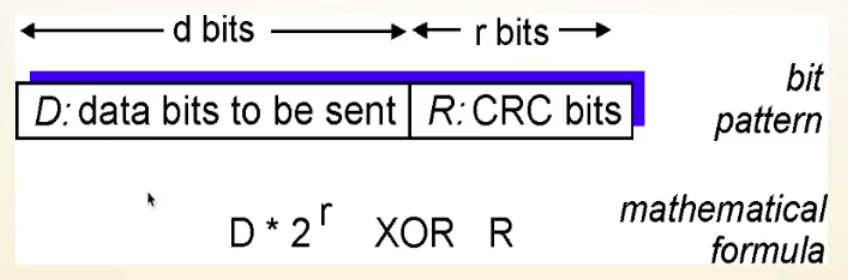 d bits r bits
D: data bits to be sent R: CRC bits
bit
pattern
D * 2^r XOR R
mathematical
formula